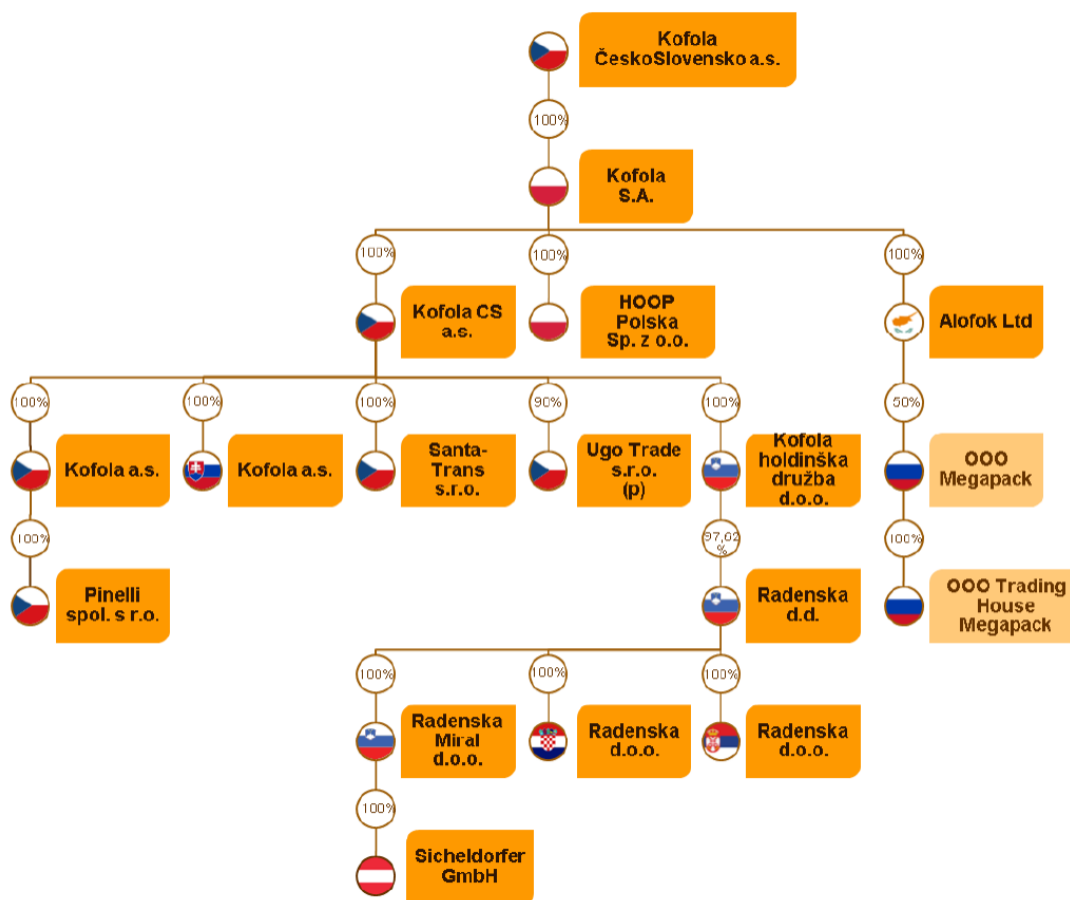 Kofola
ČeskoSlovensko a.s.
100%
Kofola
S.A.
100%
100%
100%
Kofola CS
a.s.
HOOP
Polska
Sp. z o.o.
Alofok Ltd
100%
100%
100%
90%
100%
50%
Kofola a.s.
Kofola a.s.
Santa-
Trans
s.r.o.
Ugo Trade
s.r.o.
(p)
Kofola
holdinška
družba
d.o.o.
OOO
Megapack
100%
97,02
%
100%
Pinelli
spol. s r.o.
Radenska
d.d.
OOO Trading
House
Megapack
100%
100%
100%
Radenska
Miral
d.o.o.
Radenska
d.o.o.
Radenska
d.o.o.
100%
Sicheldorfer
GmbH